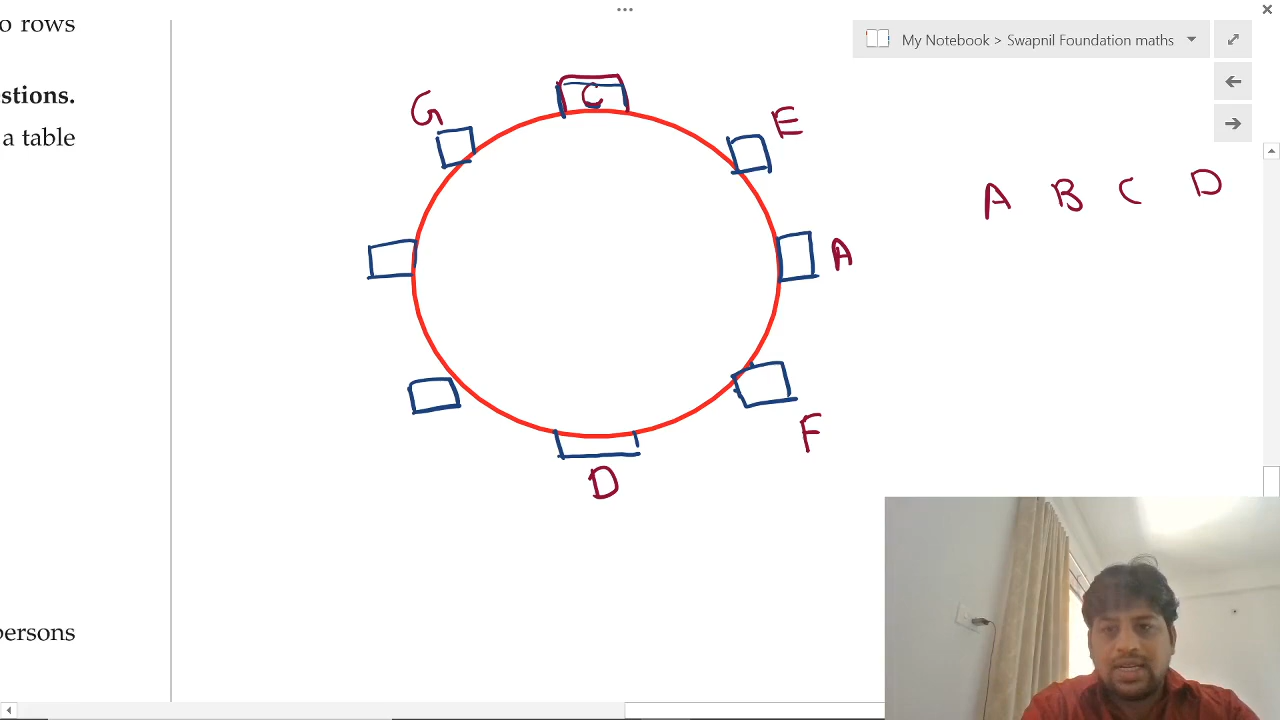 o rows
My Notebook > Swapnil Foundation maths
stions.
a table
C
G
E
A B C D
A
F
D
persons